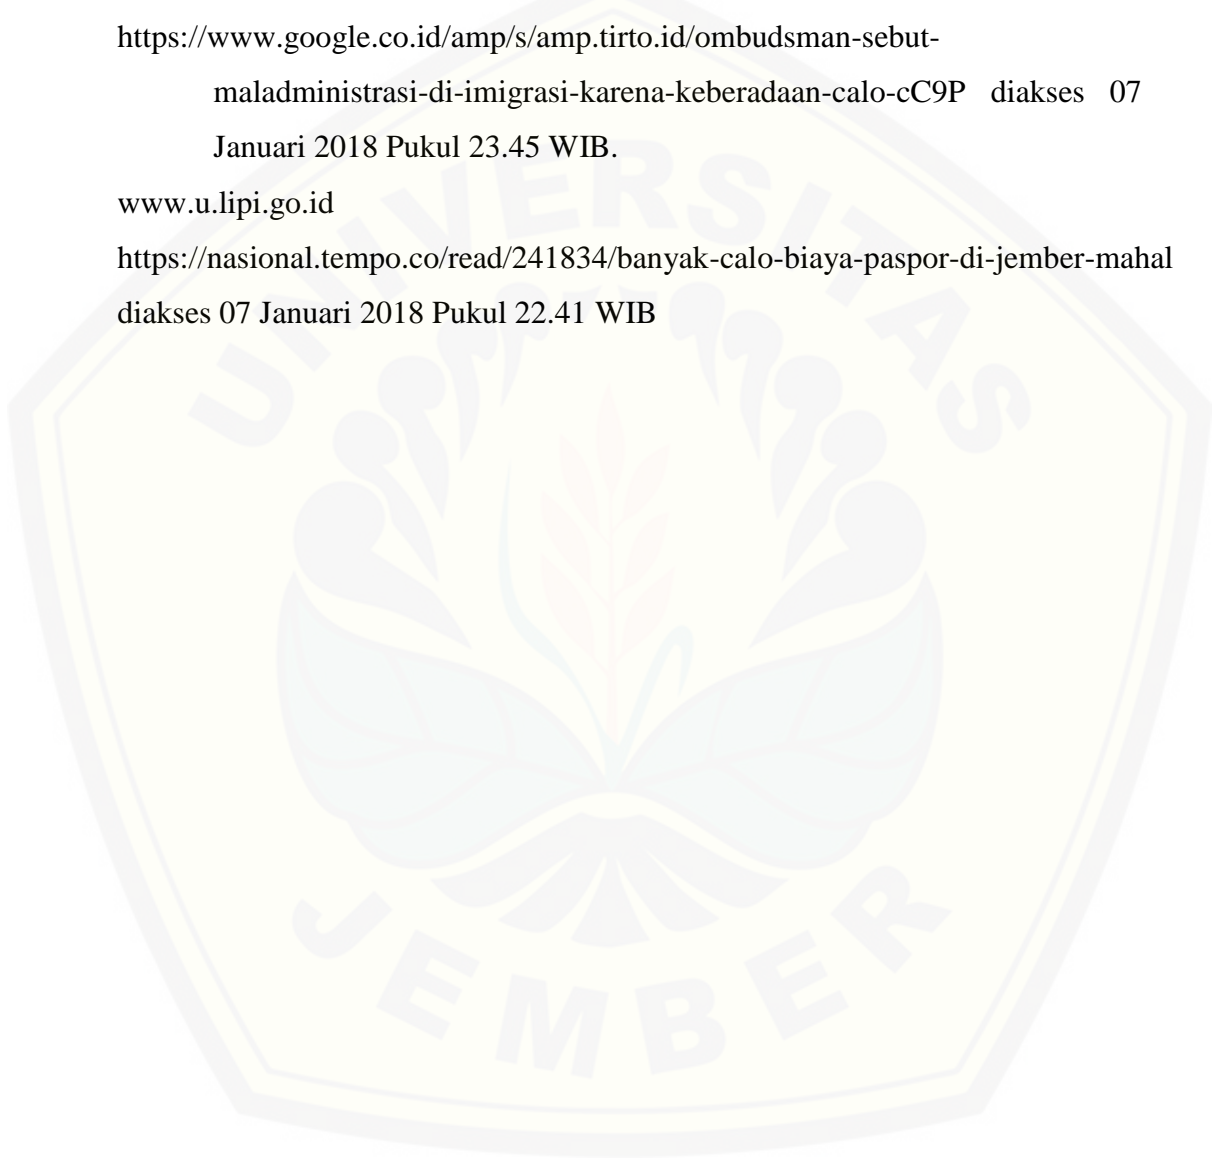 https://www.google.co.id/amp/s/amp.tirto.id/ombudsman-sebut-
maladministrasi-di-imigrasi-karena-keberadaan-calo-cC9P diakses 07
Januari 2018 Pukul 23.45 WIB.
www.u.lipi.go.id
https://nasional.tempo.co/read/241834/banyak-calo-biaya-paspor-di-jember-mahal
diakses 07 Januari 2018 Pukul 22.41 WIB
UNIVERSITAS
JEMBER